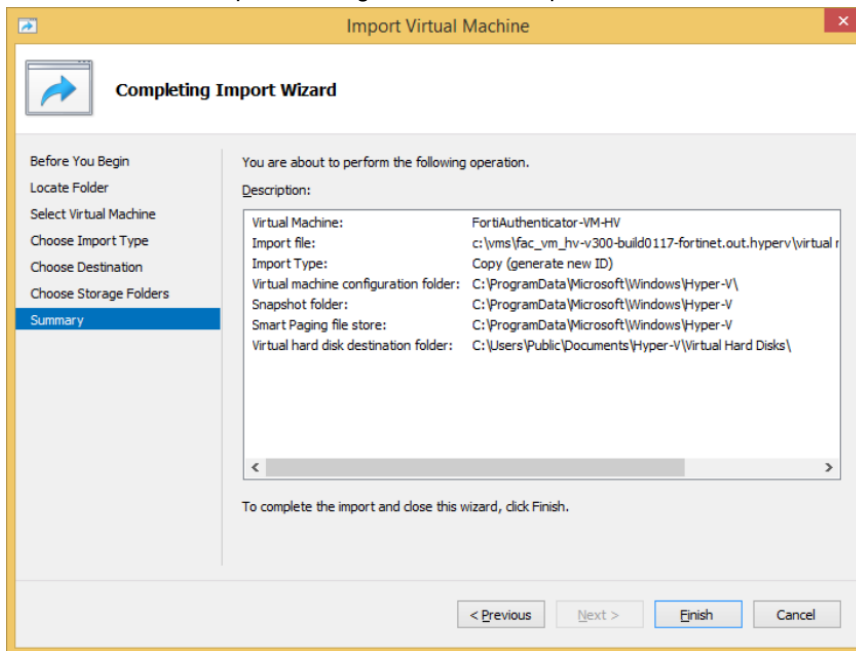 Import Virtual Machine
Completing Import Wizard
Before You Begin
Locate Folder
Select Virtual Machine
Choose Import Type
Choose Destination
Choose Storage Folders
Summary
You are about to perform the following operation.
Description:
Virtual Machine: FortiAuthenticator-VM-HV
Import file: c:\vms\fac_vm_hv-v300-build0117-fortinet.out.hyperv\virtual
Import Type: Copy (generate new ID)
Virtual machine configuration folder: C:\ProgramData\Microsoft\Windows\Hyper-V\
Snapshot folder: C:\ProgramData\Microsoft\Windows\Hyper-V
Smart Paging file store: C:\ProgramData\Microsoft\Windows\Hyper-V
Virtual hard disk destination folder: C:\Users\Public\Documents\Hyper-V\Virtual Hard Disks\
To complete the import and close this wizard, click Finish.
< Previous Next > Finish Cancel